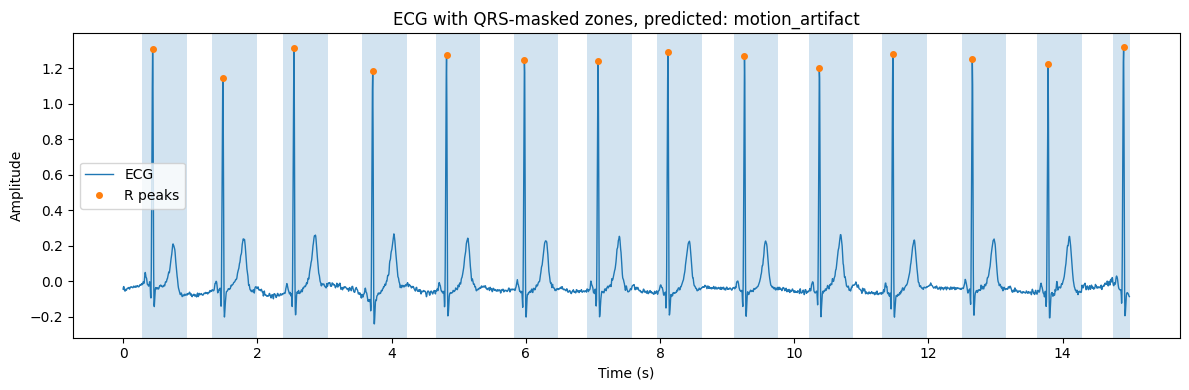 ECG with QRS-masked zones, predicted: motion_artifact
Amplitude
1.2
1.0
0.8
0.6
0.4
0.2
0.0
−0.2
ECG
R peaks
0 2 4 6 8 10 12 14
Time (s)